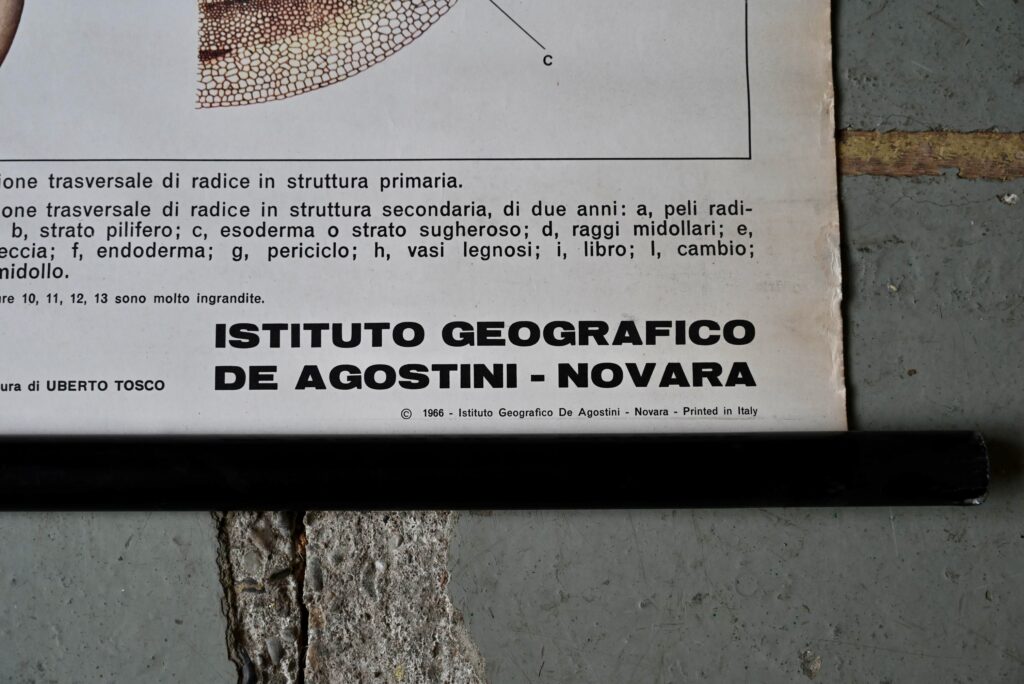 C
ione trasversale di radice in struttura primaria.
one trasversale di radice in struttura secondaria, di due anni: a, peli radi-
b, strato pilifero; c, esoderma o strato sugheroso; d, raggi midollari; e,
eccia; f, endoderma; g, periciclo; h, vasi legnosi; i, libro; l, cambio;
midollo.
ure 10, 11, 12, 13 sono molto ingrandite.
ISTITUTO GEOGRAFICO
ura di UBERTO TOSCO DE AGOSTINI - NOVARA
© 1966 - Istituto Geografico De Agostini - Novara - Printed in Italy